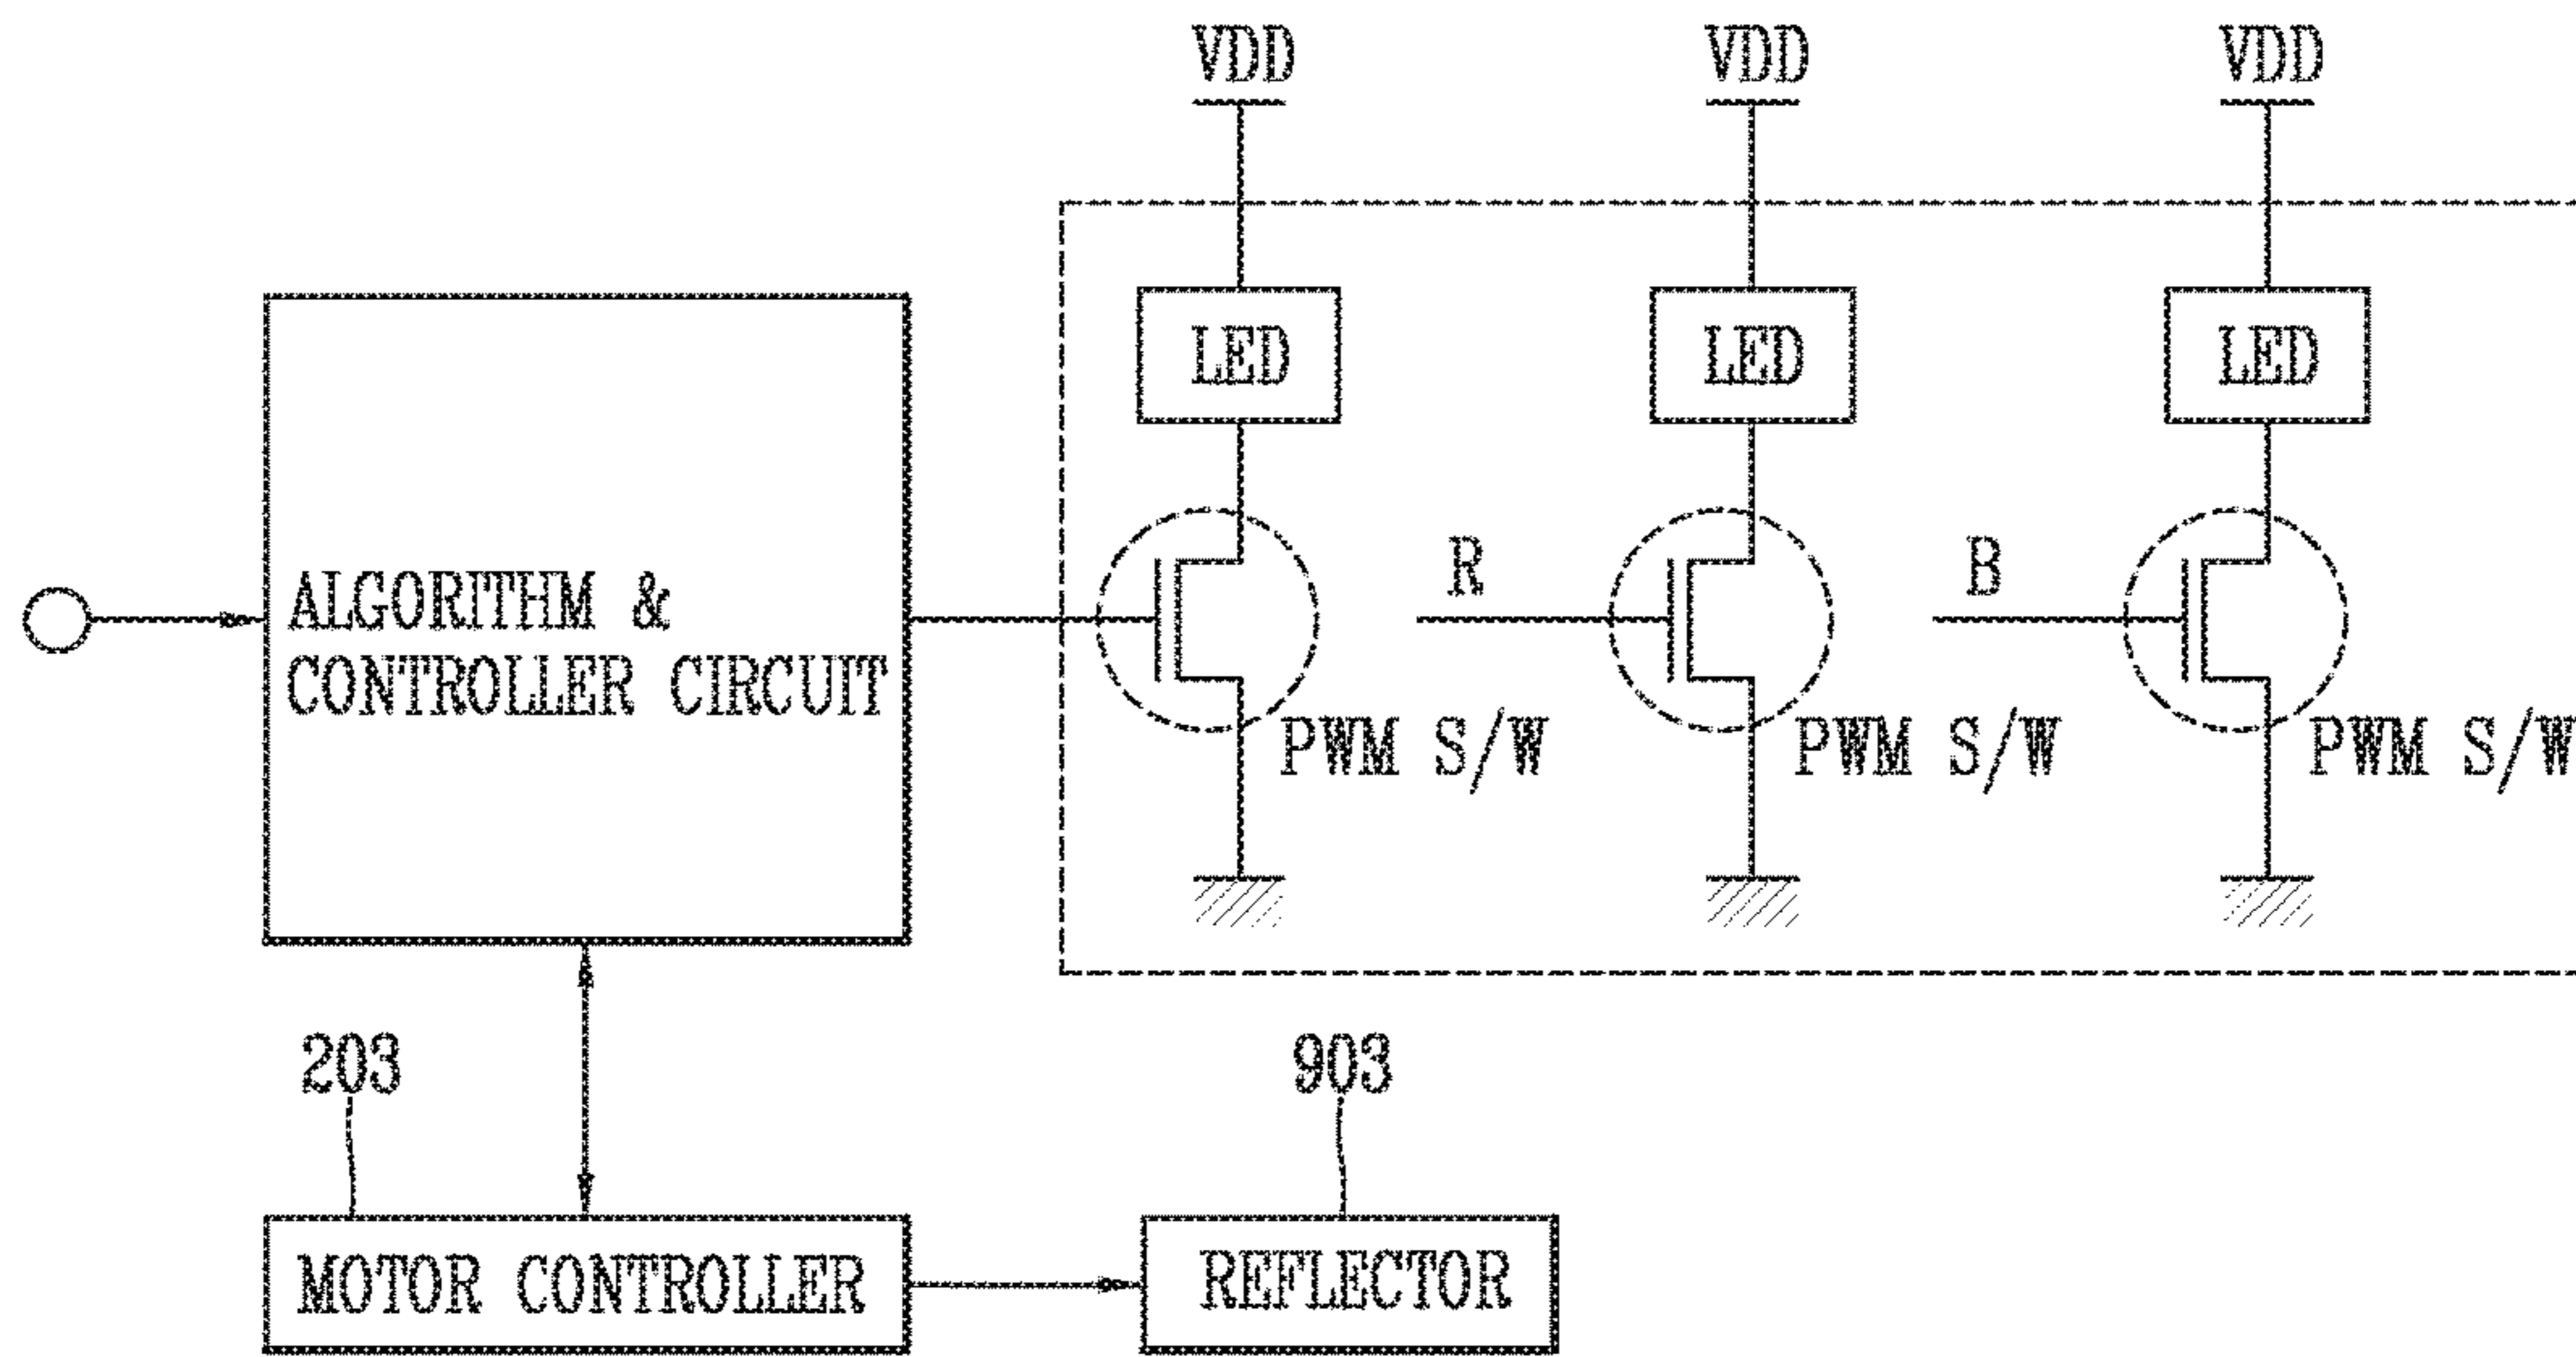 VDD VDD VDD
LED LED LED
ALGORITHM &
CONTROLLER CIRCUIT
R B
PWM S/W PWM S/W PWM S/W
203 903
MOTOR CONTROLLER REFLECTOR